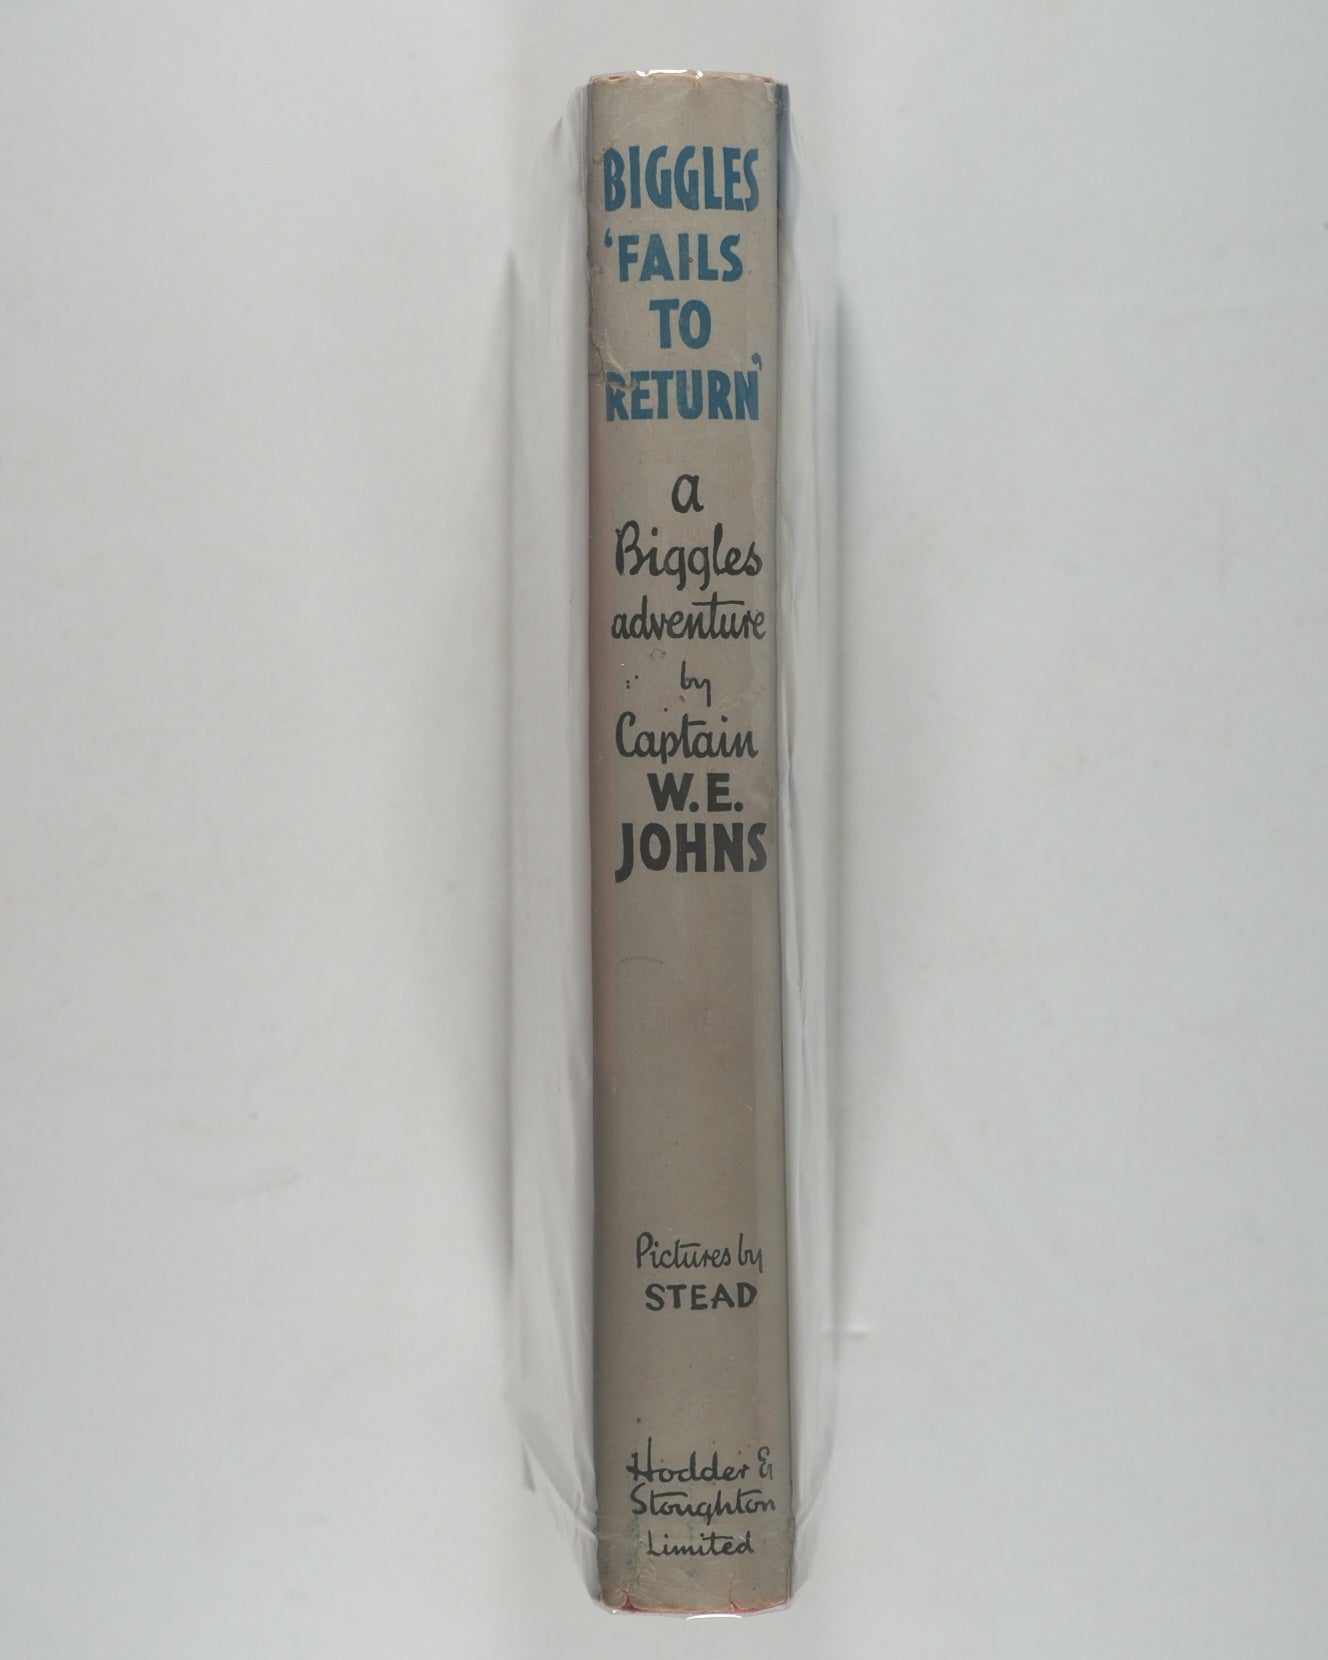 BIGGLES
‘FAILS
TO
RETURN’
a
Biggles
adventure
by
Captain
W.E.
JOHNS
Pictures by
STEAD
Hodder &
Stoughton
Limited